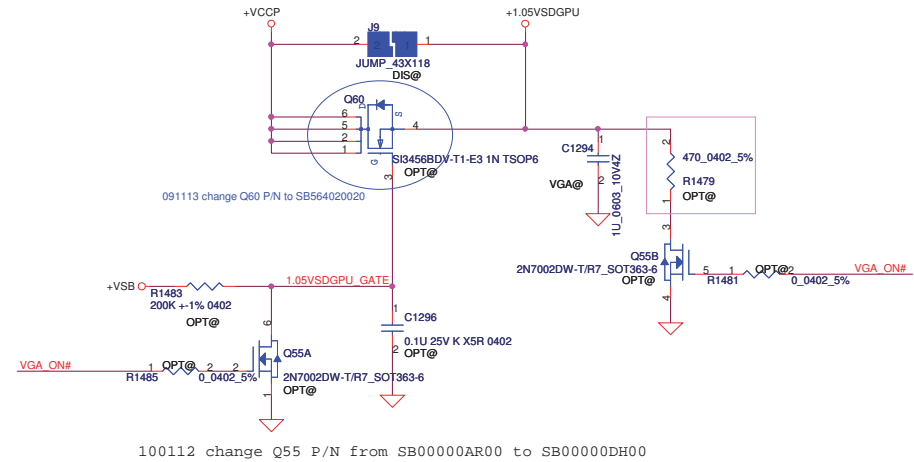 +VCCP
+1.05VSDGPU
J9
2 2 1 1
JUMP_43X118
DIS@
Q60
D
S
6
5
2
1
4
G
3
SI3456BDV-T1-E3 1N TSOP6
OPT@
091113 change Q60 P/N to SB564020020
C1294
1
2
VGA@
1U_0603_10V4Z
2
470_0402_5%
R1479
1
OPT@
3
Q55B
2N7002DW-T/R7_SOT363-6
OPT@
4
5
R1481
1
OPT@
2
0_0402_5%
VGA_ON#
+VSB
R1483
200K +-1% 0402
OPT@
1.05VSDGPU_GATE
1
C1296
0.1U 25V K X5R 0402
2
OPT@
6
Q55A
2N7002DW-T/R7_SOT363-6
OPT@
1
VGA_ON#
R1485
1
OPT@
2
2
0_0402_5%
100112 change Q55 P/N from SB00000AR00 to SB00000DH00